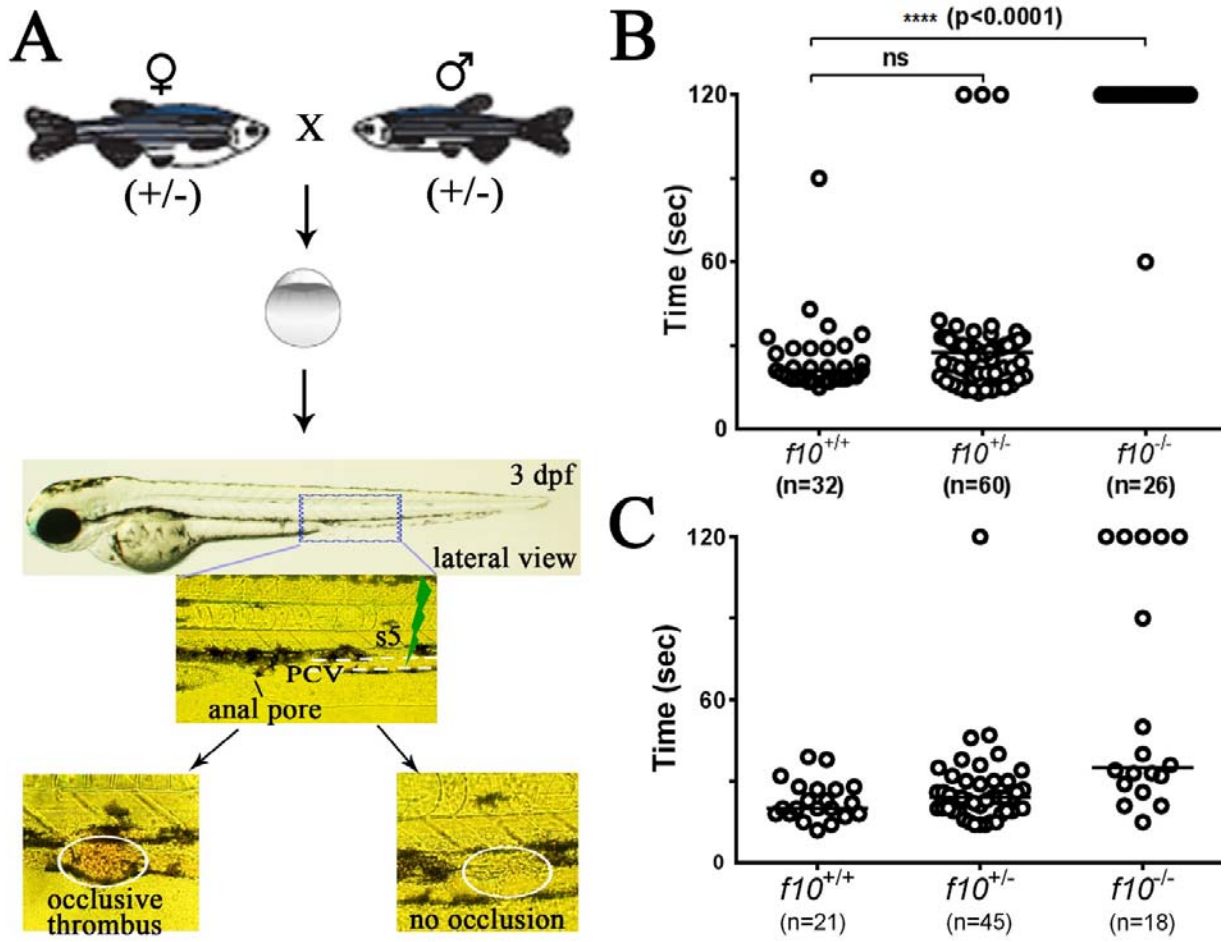 A
♀ ♂
X
(+/-) (+/-)
3 dpf
lateral view
s5
PCV
anal pore
occlusive
thrombus
no occlusion
B
**** (p<0.0001)
ns
120
60
0
Time (sec)
f10+/+ f10+/- f10-/-
(n=32) (n=60) (n=26)
C
120
60
0
Time (sec)
f10+/+ f10+/- f10-/-
(n=21) (n=45) (n=18)